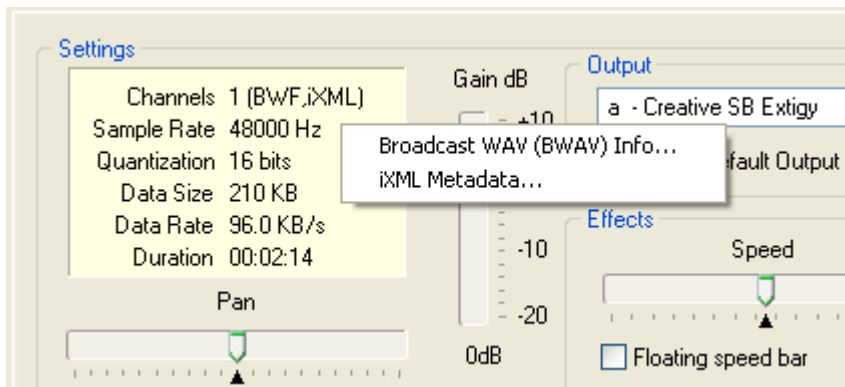 Settings
Channels 1 (BWF,iXML)
Sample Rate 48000 Hz
Quantization 16 bits
Data Size 210 KB
Data Rate 96.0 KB/s
Duration 00:02:14
Pan
Gain dB
+10
-10
-20
0dB
Broadcast WAV (BWAV) Info...
iXML Metadata...
Output
a - Creative SB Extigy
Output
Effects
Speed
Floating speed bar